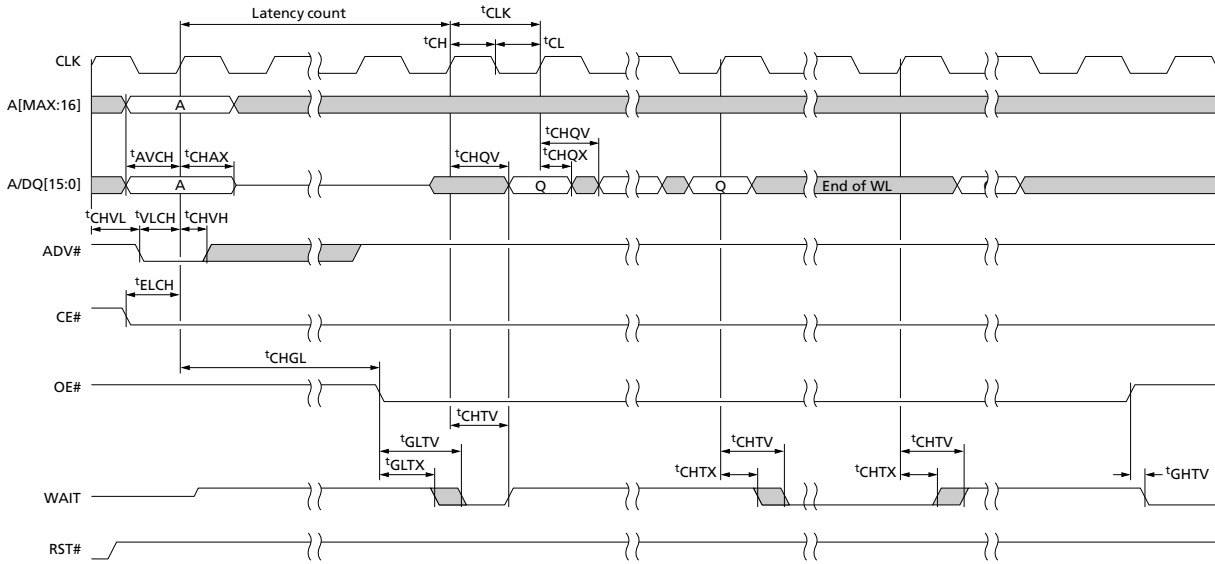 Latency count
tCLK
tCH
tCL
CLK
A[MAX:16]
A
tCHQV
tAVCH
tCHAX
tCHQV
tCHQX
A/DQ[15:0]
A
Q
Q
End of WL
tCHVL
tVLCH
tCHVH
ADV#
tELCH
CE#
tCHGL
OE#
tCHTV
tGLTV
tCHTV
tCHTV
tGLTX
tCHTX
tCHTX
tGHTV
WAIT
RST#